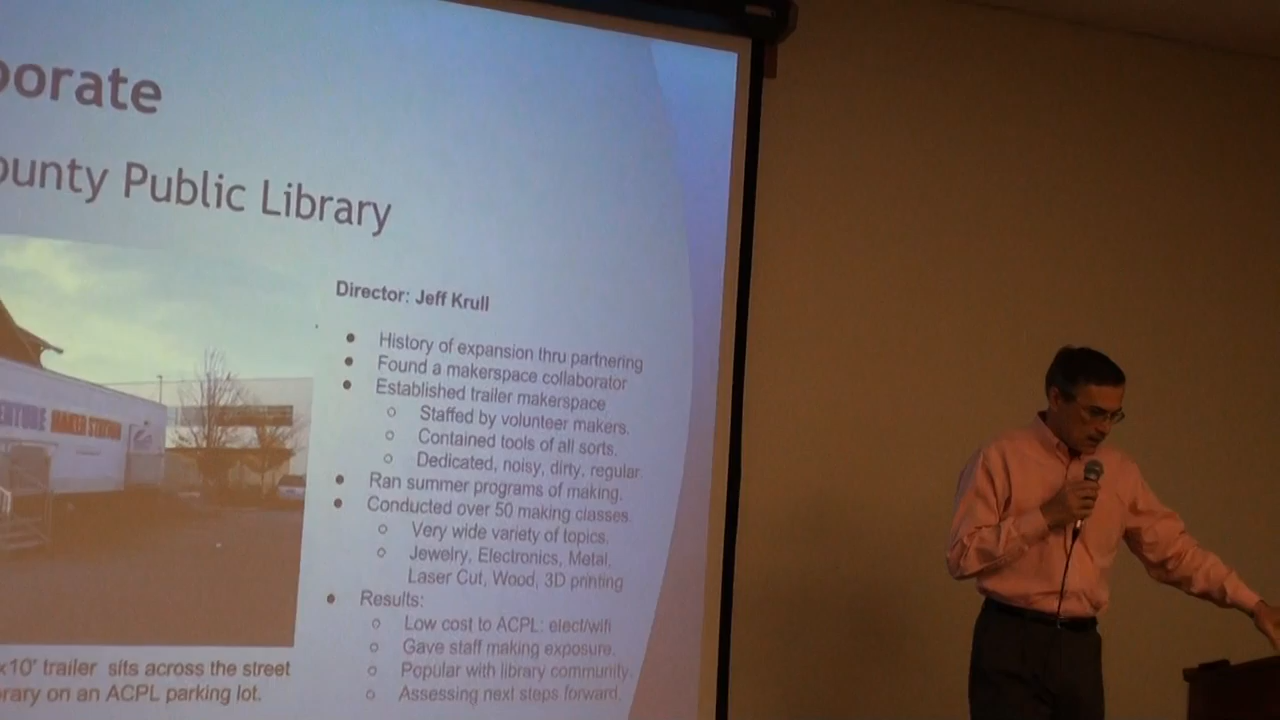 borate
ounty Public Library
Director: Jeff Krull
• History of expansion thru partnering
• Found a makerspace collaborator
• Established trailer makerspace
o Staffed by volunteer makers.
o Contained tools of all sorts.
o Dedicated, noisy, dirty, regular.
• Ran summer programs of making.
• Conducted over 50 making classes.
o Very wide variety of topics.
o Jewelry, Electronics, Metal,
Laser Cut, Wood, 3D printing
• Results:
o Low cost to ACPL: elect/wifi
o Gave staff making exposure.
o Popular with library community.
o Assessing next steps forward.
ENTURE MAKER STATION
x10' trailer sits across the street
brary on an ACPL parking lot.